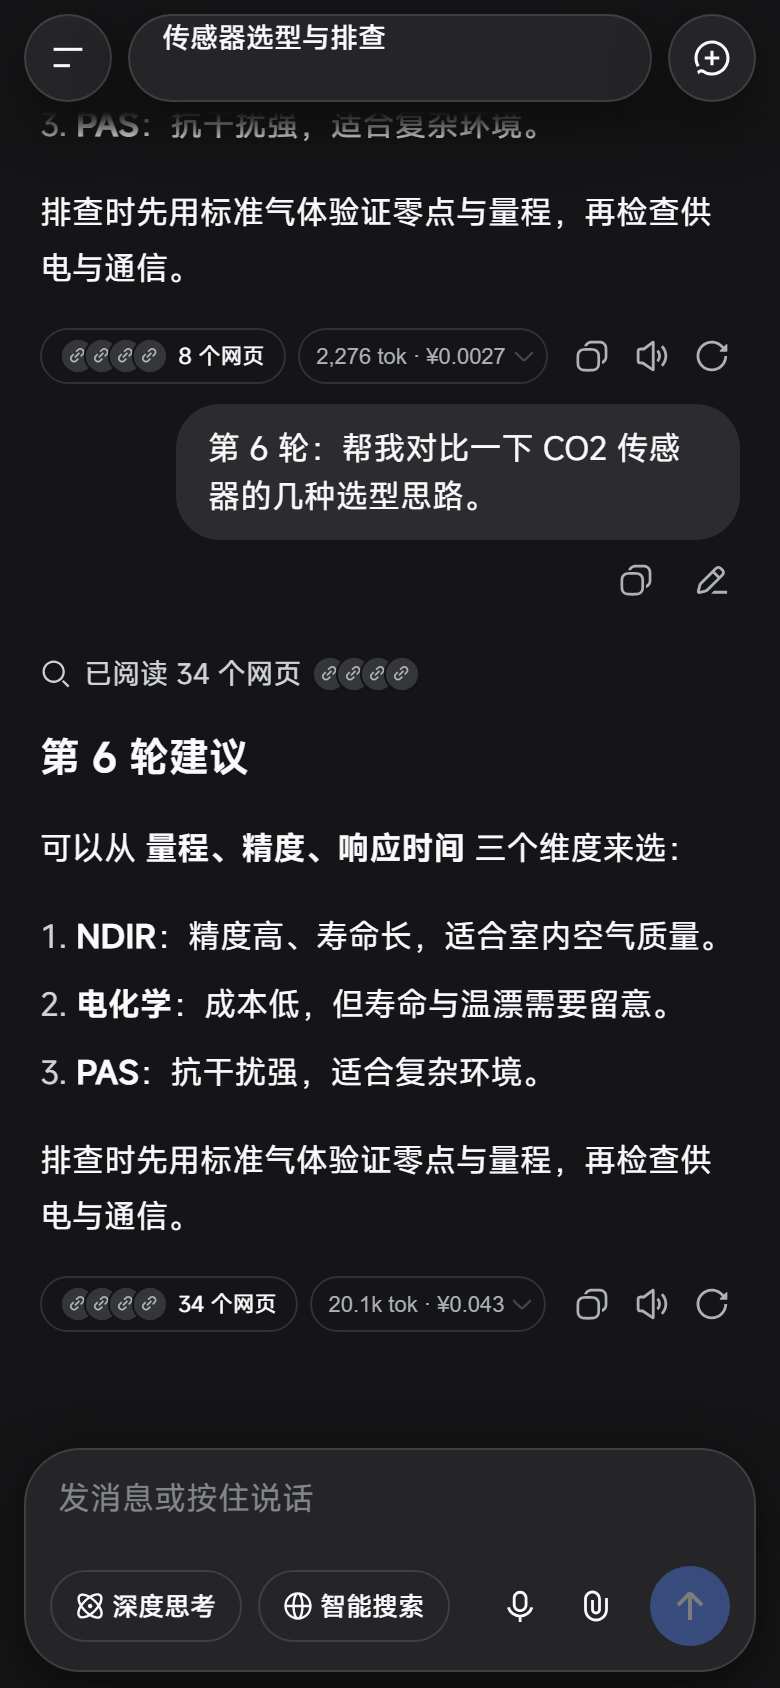 传感器选型与排查
3. PAS：抗干扰强，适合复杂环境。
排查时先用标准气体验证零点与量程，再检查供
电与通信。
8 个网页
2,276 tok · ¥0.0027
第 6 轮：帮我对比一下 CO2 传感
器的几种选型思路。
已阅读 34 个网页
第 6 轮建议
可以从 量程、精度、响应时间 三个维度来选：
1. NDIR：精度高、寿命长，适合室内空气质量。
2. 电化学：成本低，但寿命与温漂需要留意。
3. PAS：抗干扰强，适合复杂环境。
排查时先用标准气体验证零点与量程，再检查供
电与通信。
34 个网页
20.1k tok · ¥0.043
发消息或按住说话
深度思考
智能搜索